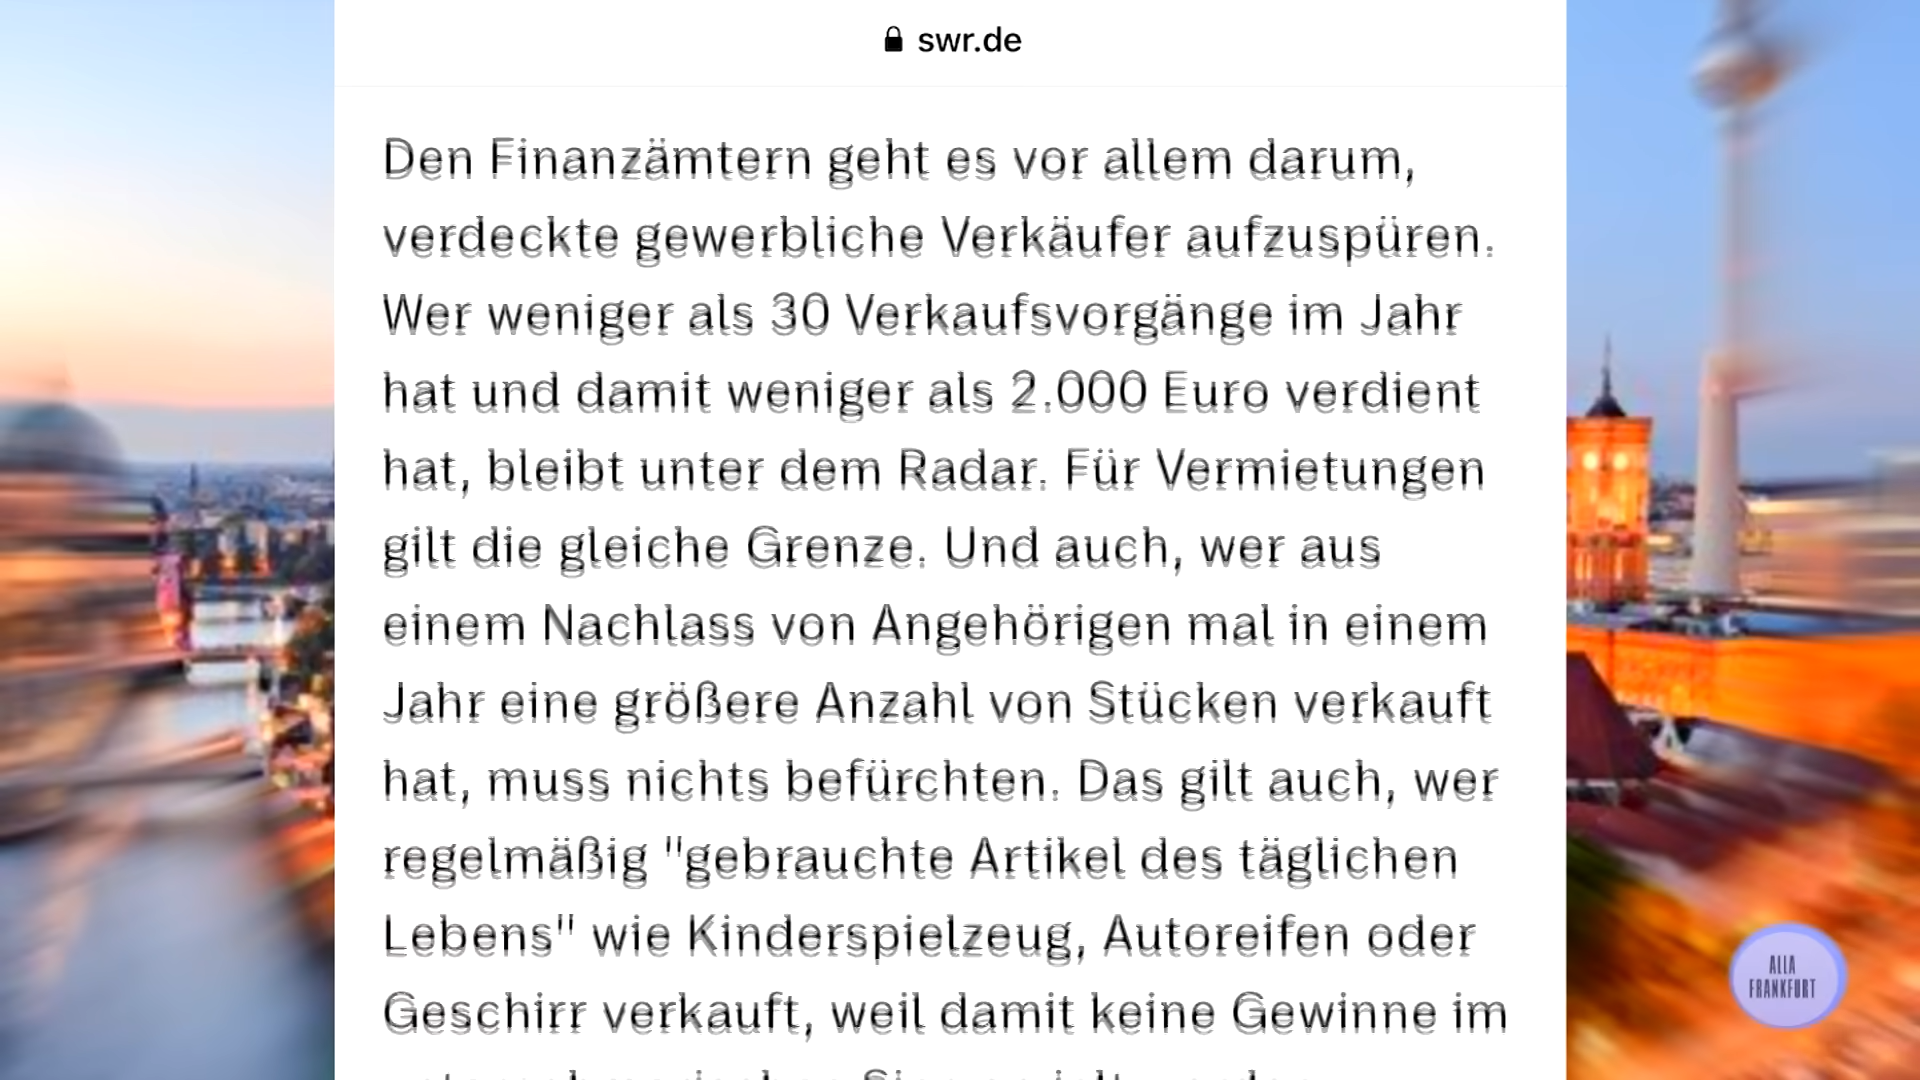 swr.de
Den Finanzämtern geht es vor allem darum,
verdeckte gewerbliche Verkäufer aufzuspüren.
Wer weniger als 30 Verkaufsvorgänge im Jahr
hat und damit weniger als 2.000 Euro verdient
hat, bleibt unter dem Radar. Für Vermietungen
gilt die gleiche Grenze. Und auch, wer aus
einem Nachlass von Angehörigen mal in einem
Jahr eine größere Anzahl von Stücken verkauft
hat, muss nichts befürchten. Das gilt auch, wer
regelmäßig "gebrauchte Artikel des täglichen
Lebens" wie Kinderspielzeug, Autoreifen oder
Geschirr verkauft, weil damit keine Gewinne im
ALLA
FRANKFURT